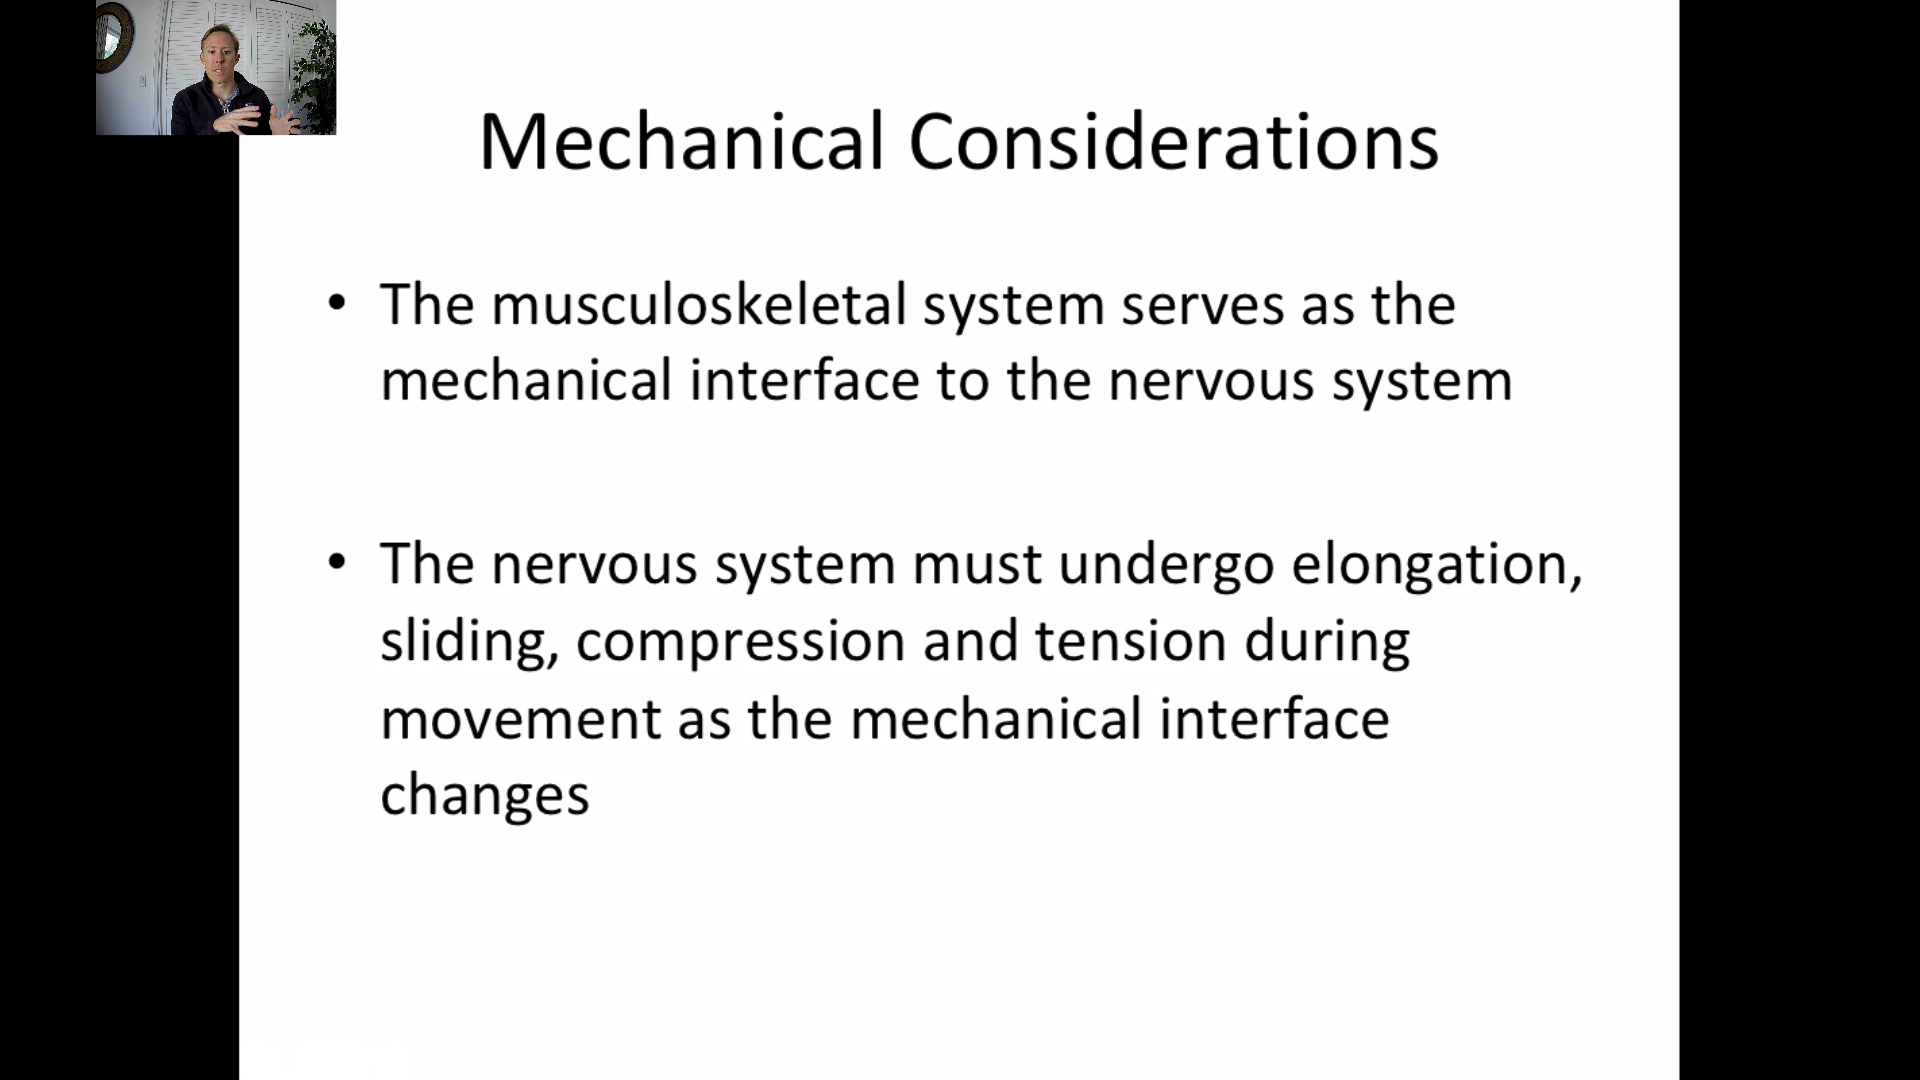 Mechanical Considerations
• The musculoskeletal system serves as the
mechanical interface to the nervous system
• The nervous system must undergo elongation,
sliding, compression and tension during
movement as the mechanical interface
changes